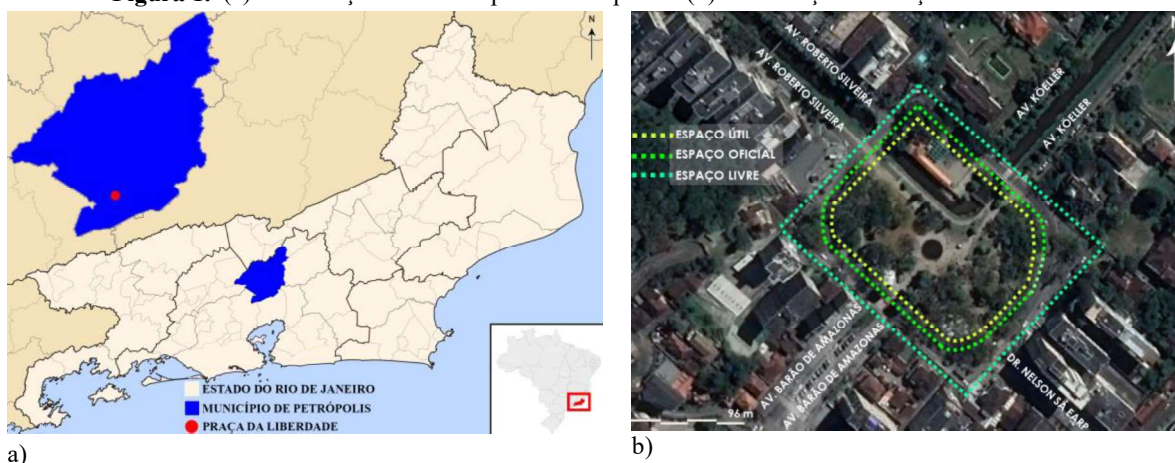 N
ESTADO DO RIO DE JANEIRO
MUNICÍPIO DE PETRÓPOLIS
PRAÇA DA LIBERDADE
a)
AV. ROBERTO SILVEIRA
AV. ROBERTO SILVEIRA
AV. KÖELLER
AV. KÖELLER
ESPAÇO ÚTIL
ESPAÇO OFICIAL
ESPAÇO LIVRE
AV. BARÃO DE AMAZONAS
AV. BARÃO DE AMAZONAS
DR. NELSON SÁ EARP
96 m
b)